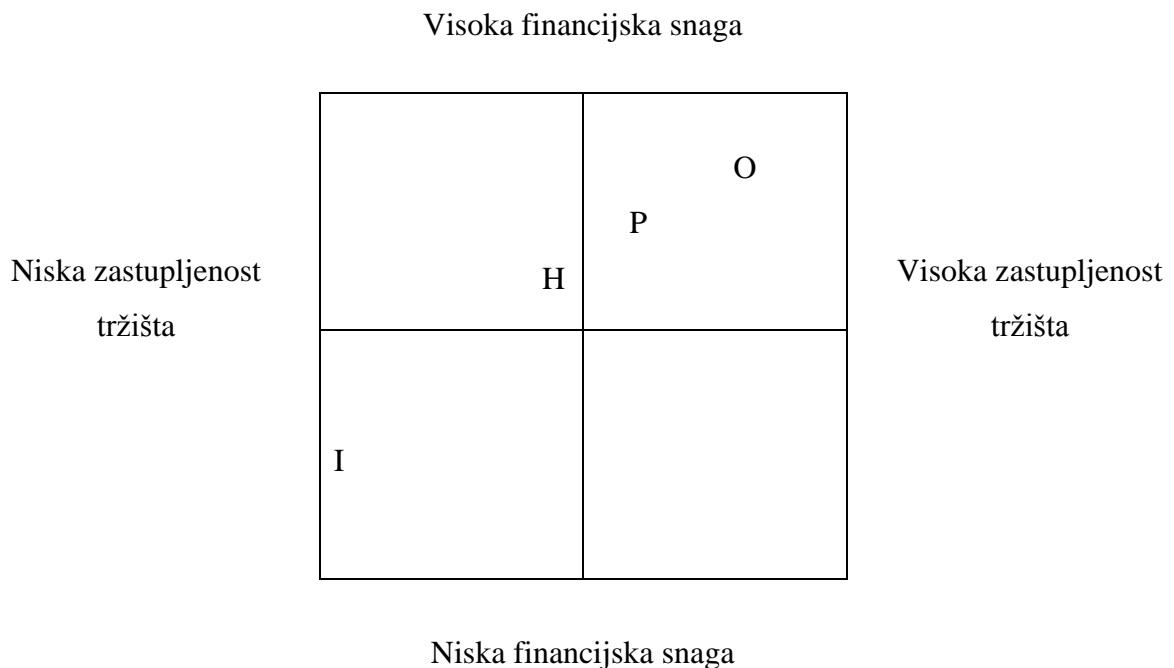 Visoka financijska snaga
O
P
Niska zastupljenost
tržišta
H
Visoka zastupljenost
tržišta
I
Niska financijska snaga